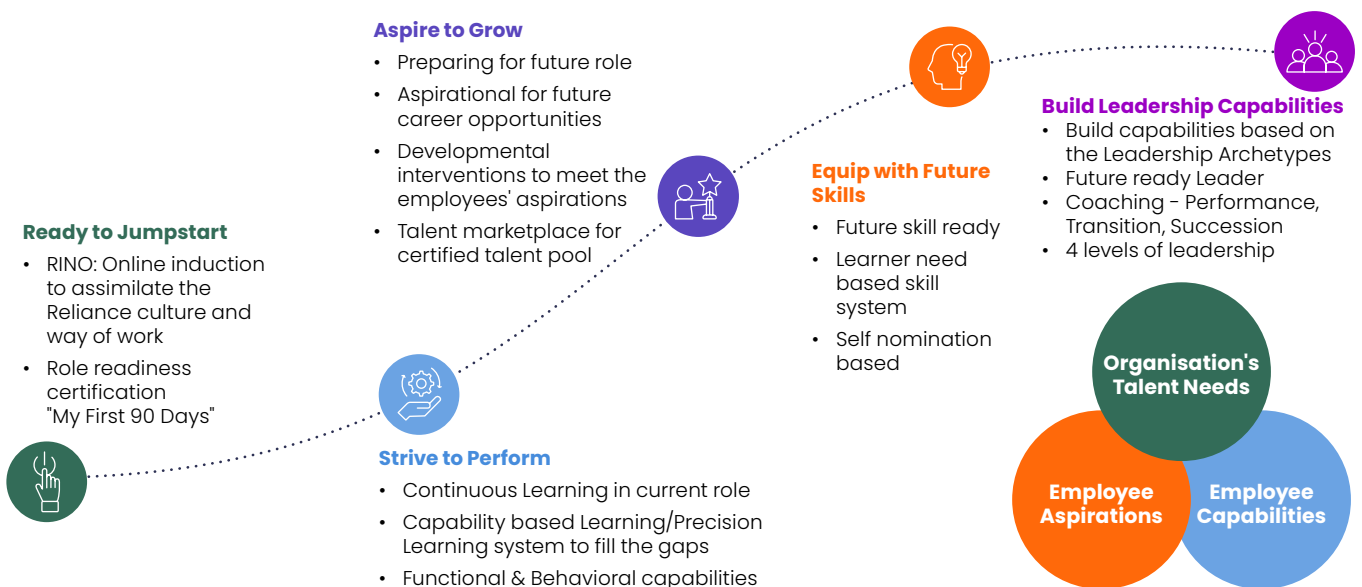 Ready to Jumpstart
• RINO: Online induction
to assimilate the
Reliance culture and
way of work
• Role readiness
certification
"My First 90 Days"
Strive to Perform
• Continuous Learning in current role
• Capability based Learning/Precision
Learning system to fill the gaps
• Functional & Behavioral capabilities
Aspire to Grow
• Preparing for future role
• Aspirational for future
career opportunities
• Developmental
interventions to meet the
employees' aspirations
• Talent marketplace for
certified talent pool
Equip with Future
Skills
• Future skill ready
• Learner need
based skill
system
• Self nomination
based
Build Leadership Capabilities
• Build capabilities based on
the Leadership Archetypes
• Future ready Leader
• Coaching - Performance,
Transition, Succession
• 4 levels of leadership
Organisation's
Talent Needs
Employee
Aspirations
Employee
Capabilities